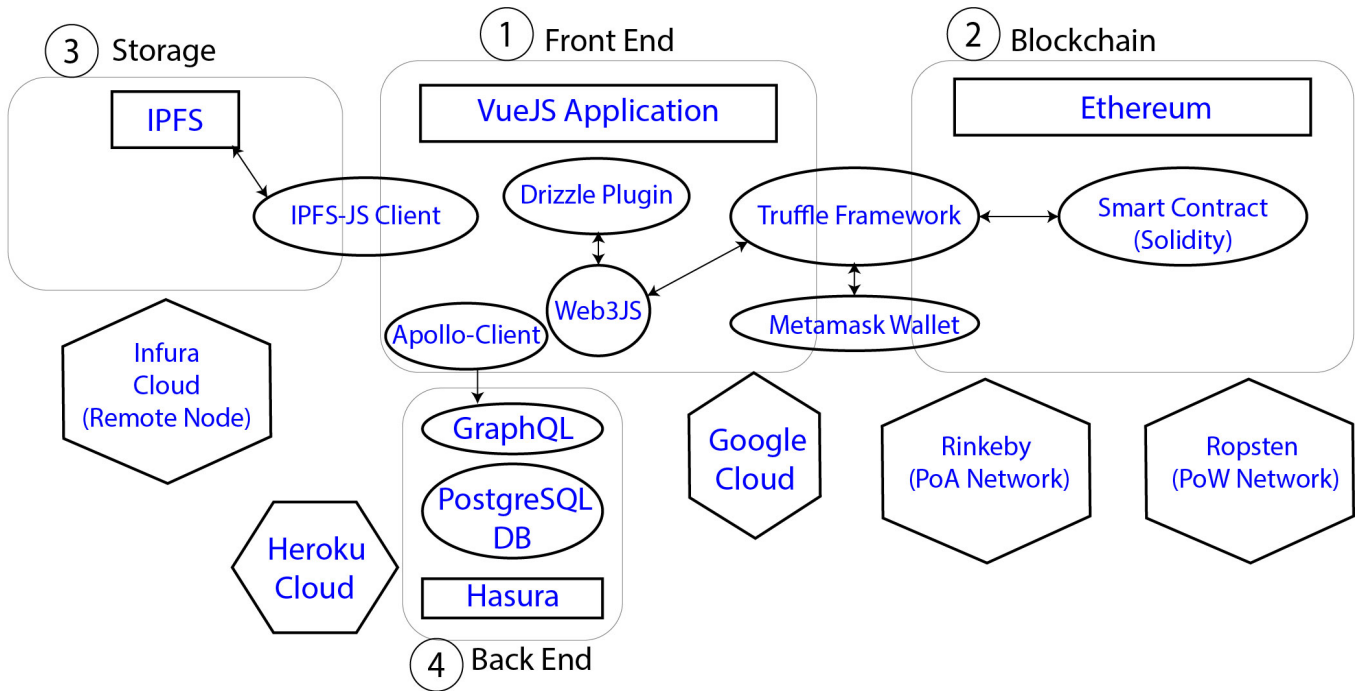 3 Storage
IPFS
IPFS-JS Client
Infura
Cloud
(Remote Node)
1 Front End
VueJS Application
Drizzle Plugin
Web3JS
Apollo-Client
Truffle Framework
Metamask Wallet
2 Blockchain
Ethereum
Smart Contract
(Solidity)
GraphQL
PostgreSQL
DB
Hasura
4 Back End
Heroku
Cloud
Google
Cloud
Rinkeby
(PoA Network)
Ropsten
(PoW Network)